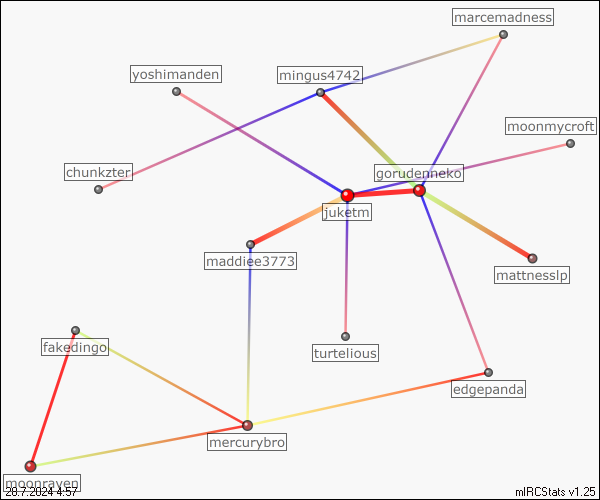 marcemadness
yoshimanden
mingus4742
moonmycroft
chunkzter
gorudenneko
juketm
maddiee3773
mattnesslp
fakedingo
turtelious
edgepanda
mercurybro
moonraven
20.7.2024 4:57
mIRCStats v1.25